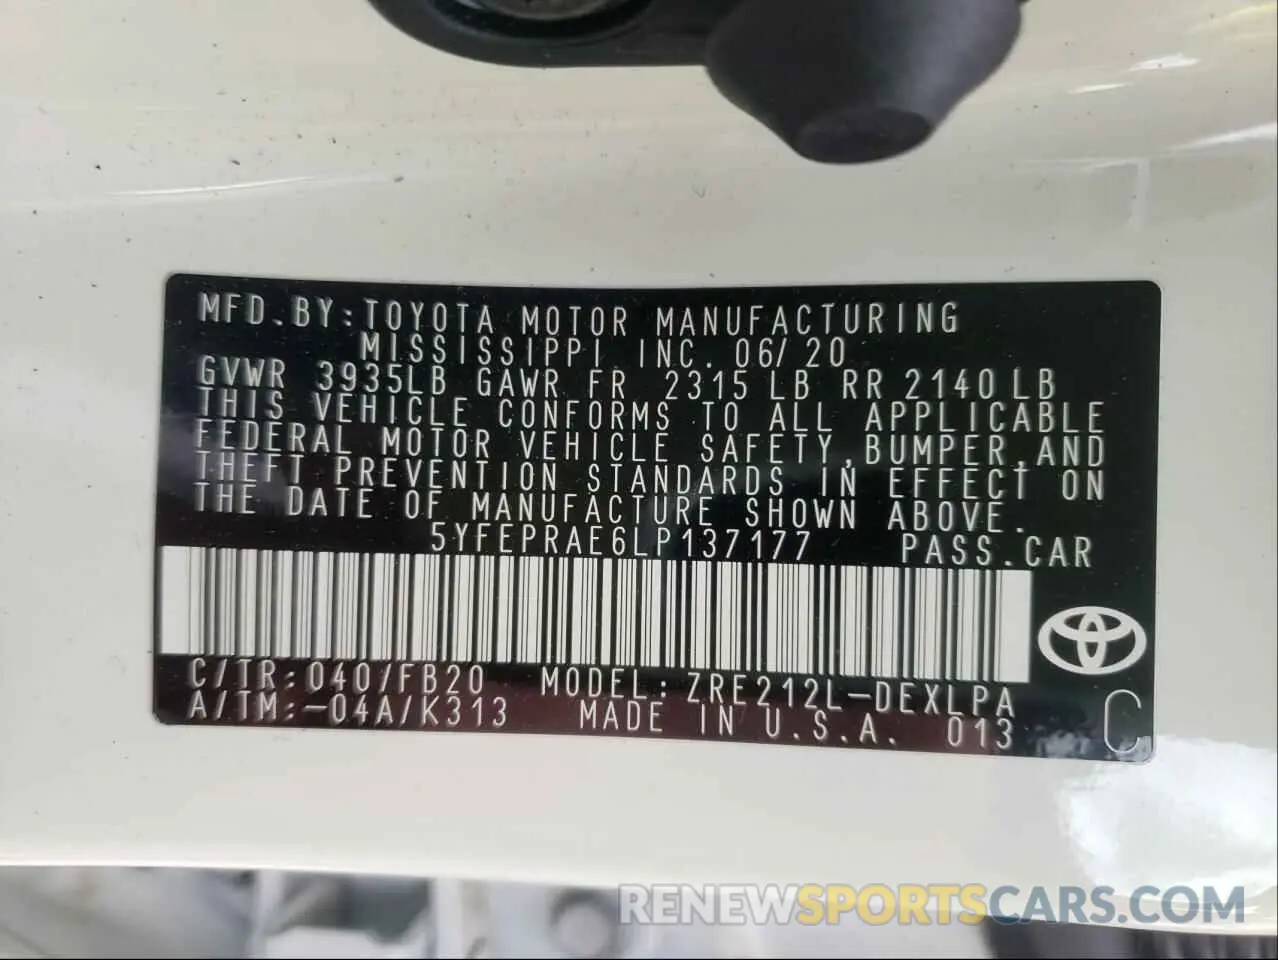 MFD.BY:TOYOTA MOTOR MANUFACTURING
MISSISSIPPI, INC. 06/20
GVWR 3935LB GAWR FR 2315 LB RR 2140LB
THIS VEHICLE CONFORMS TO ALL APPLICABLE
FEDERAL MOTOR VEHICLE SAFETY,BUMPER,AND
THEFT PREVENTION STANDARDS IN EFFECT ON
THE DATE OF MANUFACTURE SHOWN ABOVE.
5YFEPRAE6LP137177 PASS.CAR
C/TR:040/FB20 MODEL:ZRE212L-DEXLPA
A/TM:-04A/K313 MADE IN U.S.A. 013
C
RENEWSPORTSCARS.COM